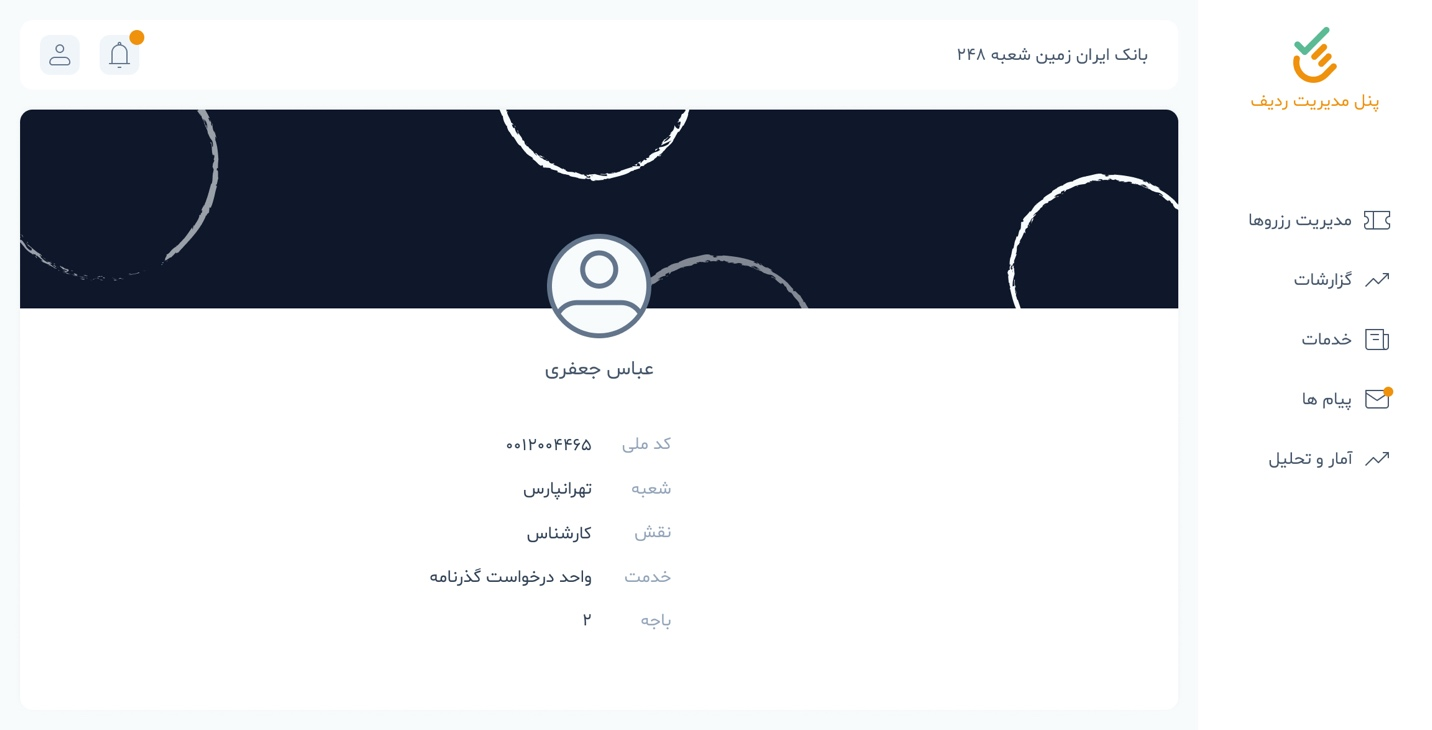 پنل مدیریت ردیف
مدیریت رزروها
گزارشات
خدمات
پیام ها
آمار و تحلیل
بانک ایران زمین شعبه ۲۴۸
عباس جعفری
کد ملی ۰۰۱۲۰۰۴۴۶۵
شعبه تهرانپارس
نقش کارشناس
خدمت واحد درخواست گذرنامه
باجه ۲